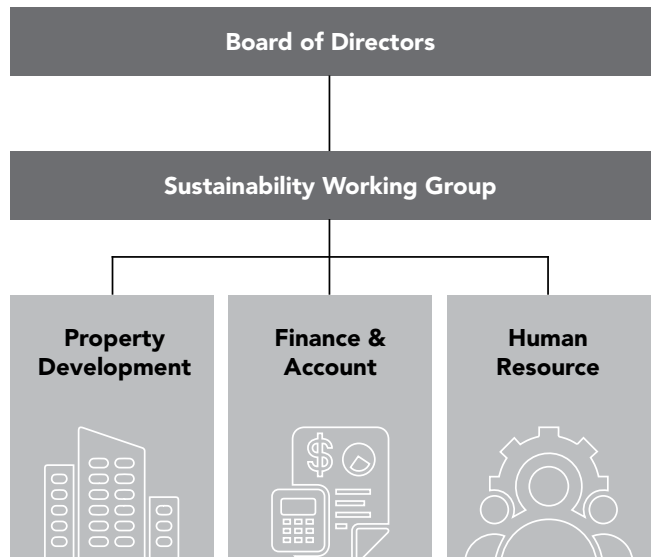 Board of Directors
Sustainability Working Group
Property
Development
Finance &
Account
Human
Resource
$